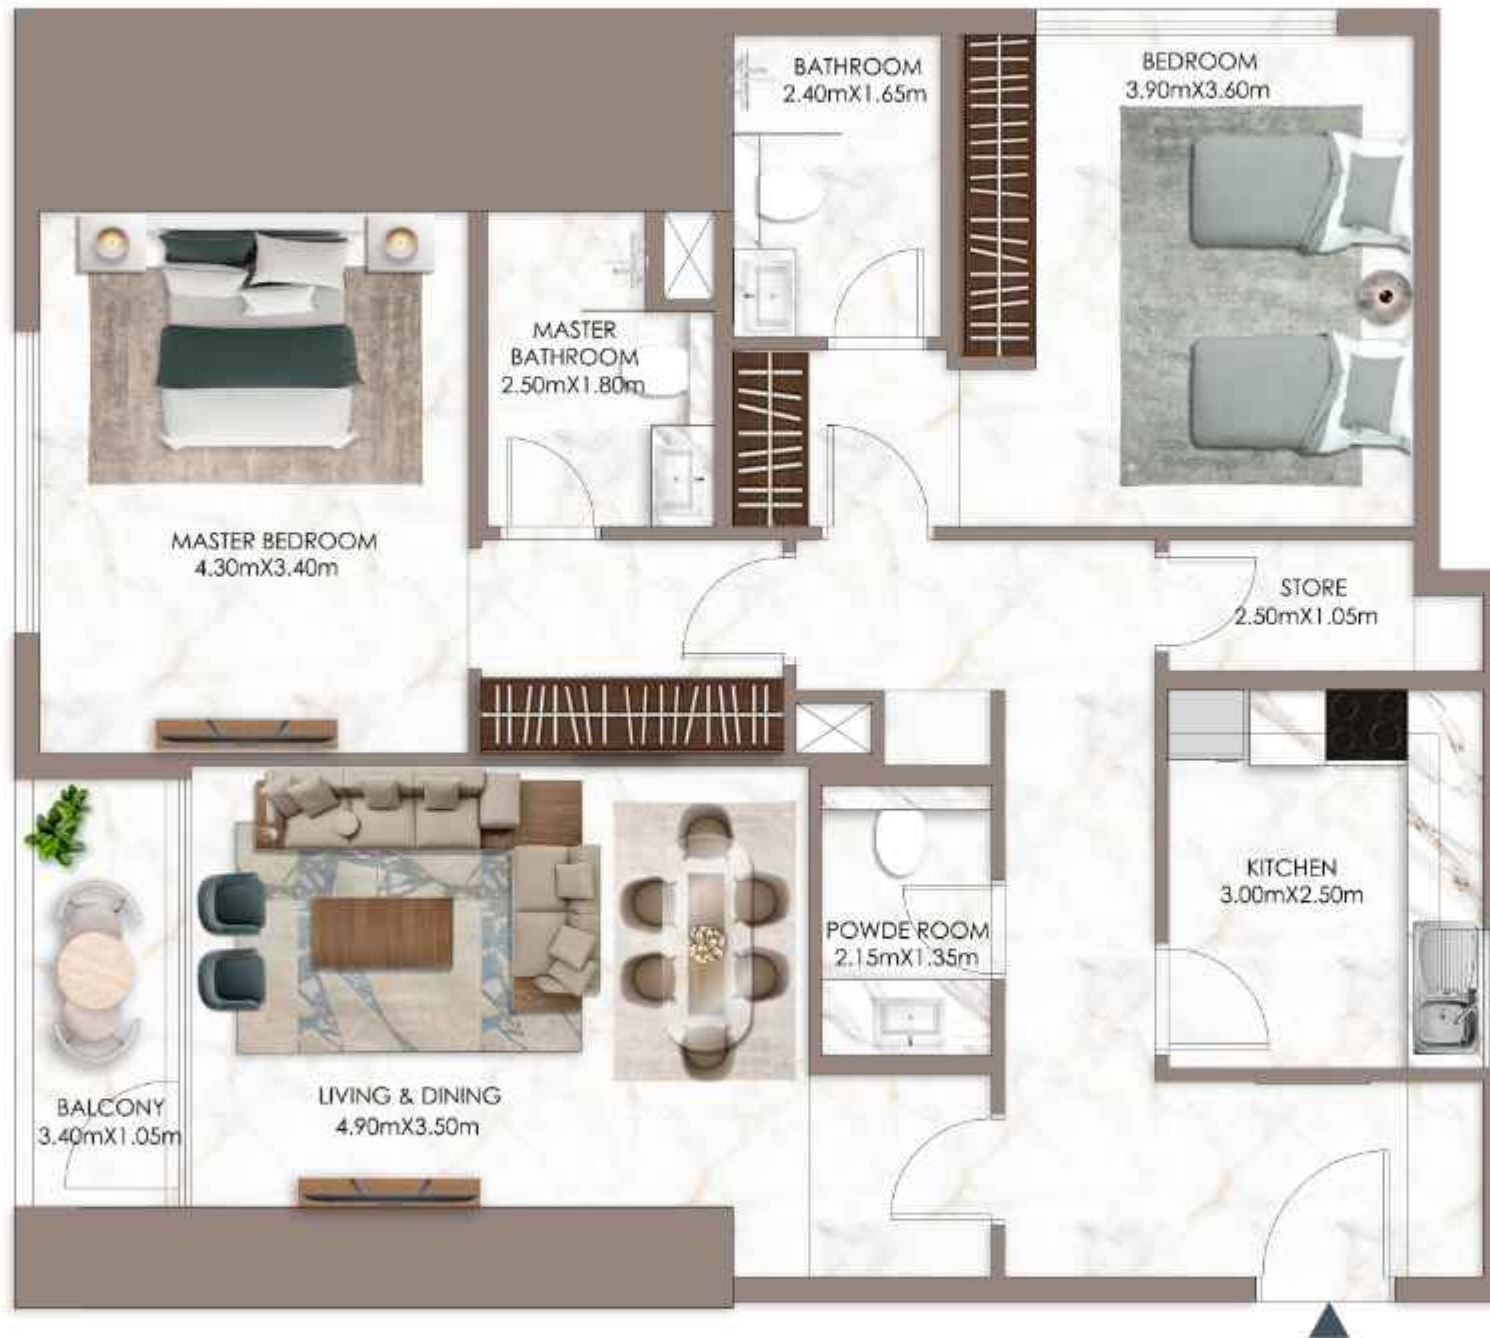 BATHROOM
2.40mX1.65m
BEDROOM
3.90mX3.60m
MASTER
BATHROOM
2.50mX1.80m
MASTER BEDROOM
4.30mX3.40m
STORE
2.50mX1.05m
KITCHEN
3.00mX2.50m
POWDE ROOM
2.15mX1.35m
LIVING & DINING
4.90mX3.50m
BALCONY
3.40mX1.05m